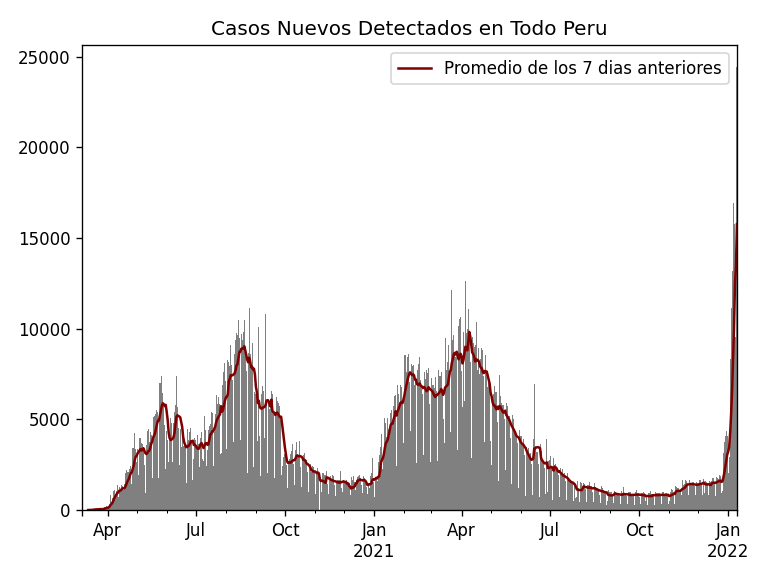 Casos Nuevos Detectados en Todo Peru
Promedio de los 7 dias anteriores
25000
20000
15000
10000
5000
0
Apr Jul Oct Jan Apr Jul Oct Jan
2021 2022